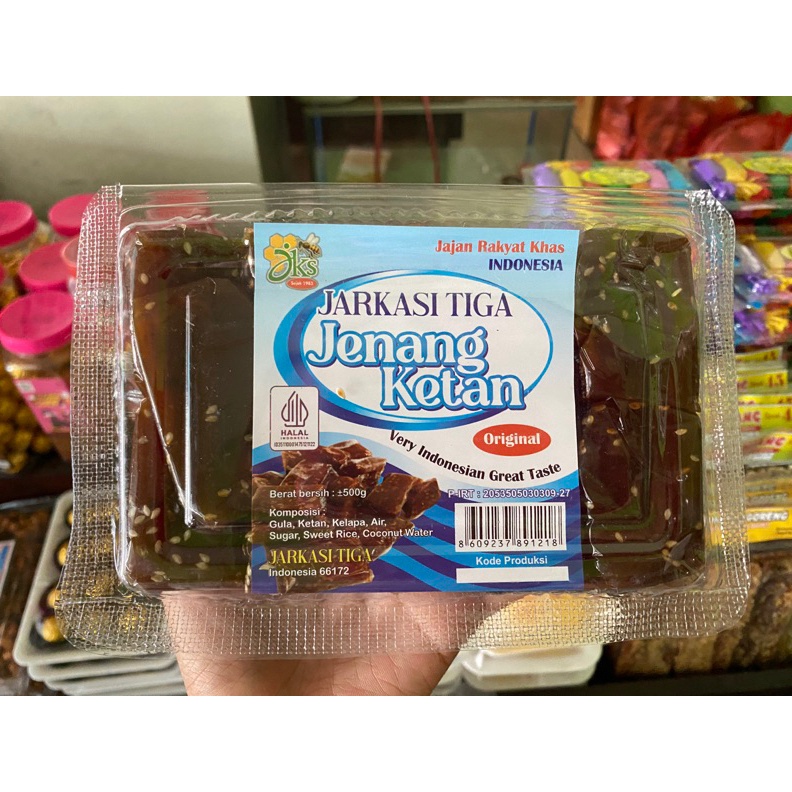 Jajan Rakyat Khas
INDONESIA
jks
Sejak 1983
JARKASI TIGA
Jenang
Ketan
Original
Very Indonesian Great Taste
HALAL
INDONESIA
Berat bersih : ±500g
P-IRT : 2053505030309-27
Komposisi :
Gula, Ketan, Kelapa, Air,
Sugar, Sweet Rice, Coconut Water
8 609237 891218
JARKASI TIGA
Indonesia 66172
Kode Produksi